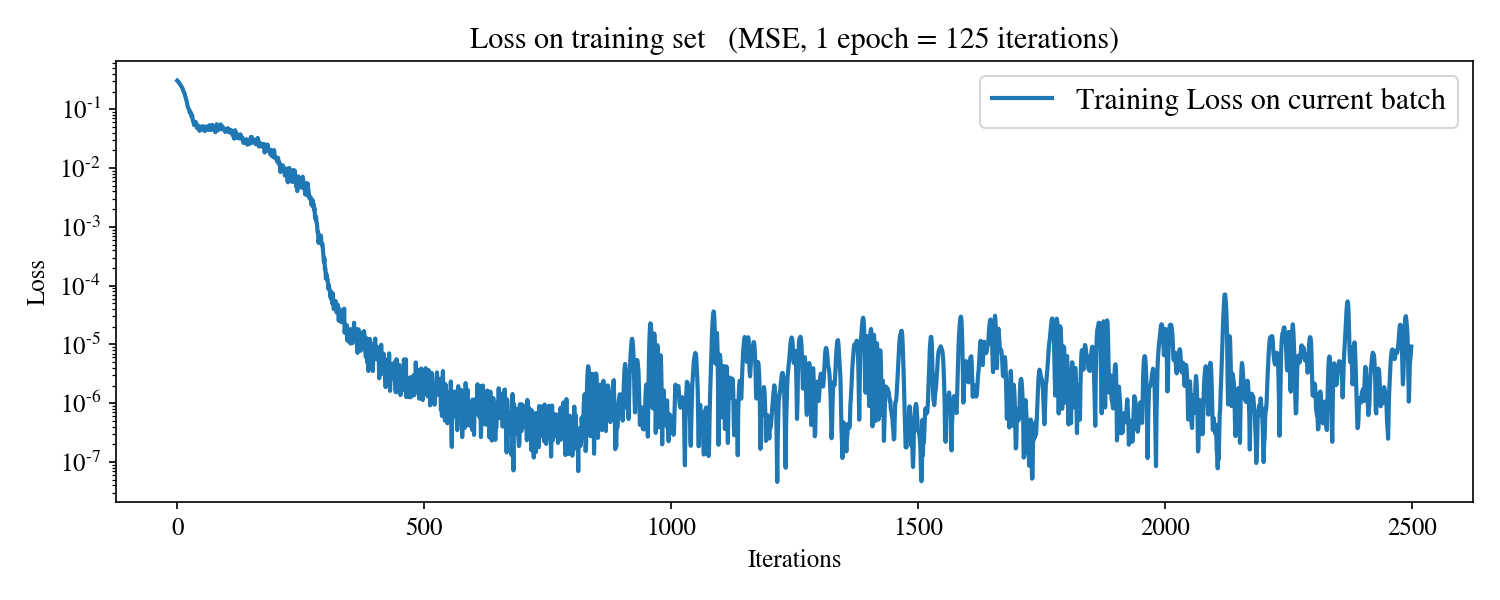 Loss on training set   (MSE, 1 epoch = 125 iterations)
Training Loss on current batch
Loss
10^-1
10^-2
10^-3
10^-4
10^-5
10^-6
10^-7
0 500 1000 1500 2000 2500
Iterations